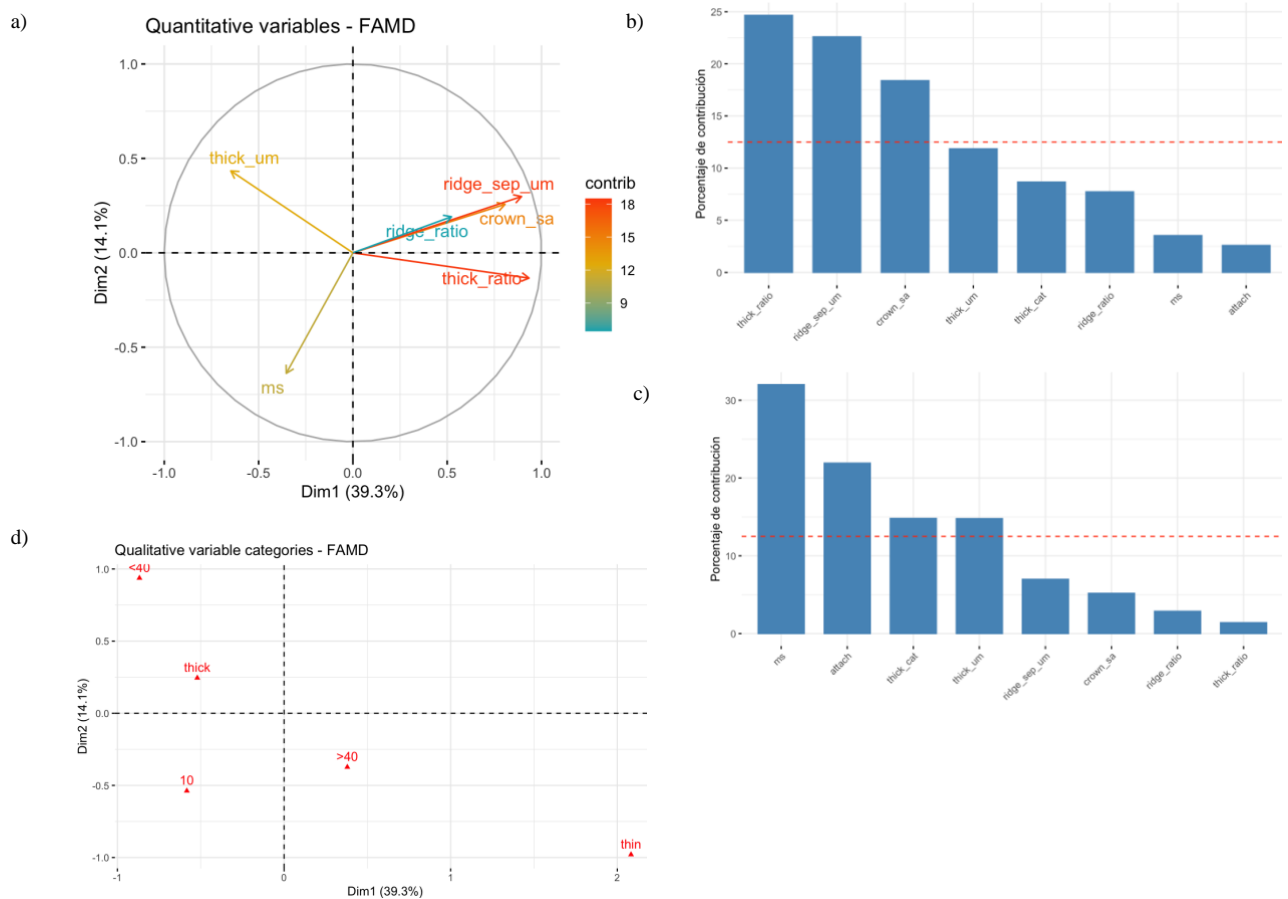 a)
Quantitative variables - FAMD
1.0
0.5
0.0
-0.5
-1.0
Dim2 (14.1%)
thick_um
ridge_sep_um
crown_sa
ridge_ratio
thick_ratio
ms
-1.0 -0.5 0.0 0.5 1.0
Dim1 (39.3%)
contrib
18
15
12
9
b)
Porcentaje de contribución
25
20
15
10
5
0
thick_ratio ridge_sep_um crown_sa thick_um thick_cat ridge_ratio ms attach
c)
Porcentaje de contribución
30
20
10
0
ms attach thick_cat thick_um ridge_sep_um crown_sa ridge_ratio thick_ratio
d)
Qualitative variable categories - FAMD
1.0
0.5
0.0
-0.5
-1.0
Dim2 (14.1%)
<40
thick
>40
10
thin
-1 0 1 2
Dim1 (39.3%)